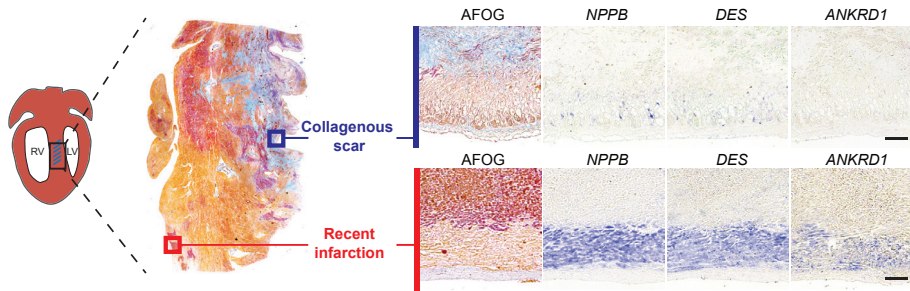 AFOG NPPB DES ANKRD1
RV LV
Collagenous
scar
AFOG NPPB DES ANKRD1
Recent
infarction